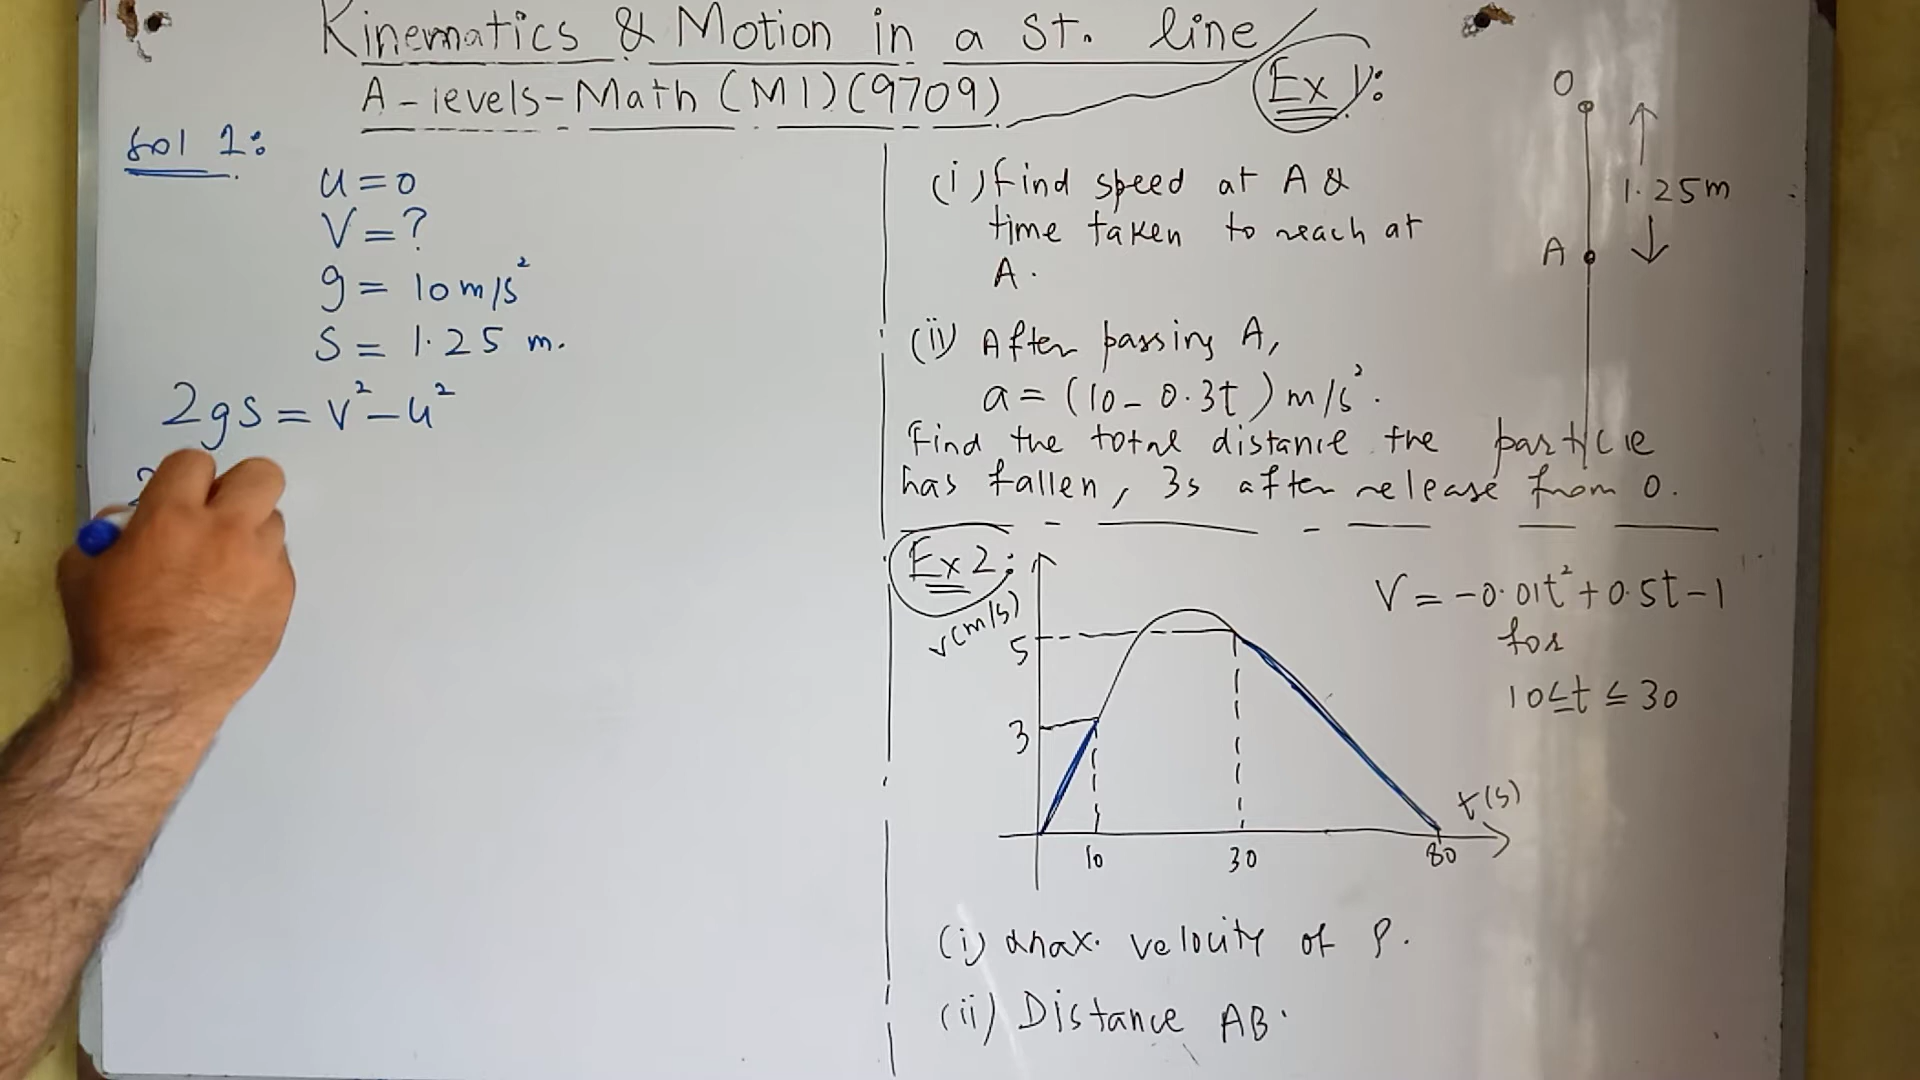 Kinematics & Motion in a st. line
A-levels-Math (M1)(9709)
Sol 1:
u = 0
V = ?
g = 10 m/s²
S = 1.25 m.
2gs = v² - u²
2
Ex 1:
O
1.25m
A
(i) find speed at A &
time taken to reach at
A.
(ii) After passing A,
a = (10 - 0.3t) m/s².
Find the total distance the particle
has fallen, 3s after release from O.
Ex 2:
v(m/s)
5
3
10
30
80
t(s)
V = -0.01t² + 0.5t - 1
for
10 ≤ t ≤ 30
(i) max. velocity of P.
(ii) Distance AB.